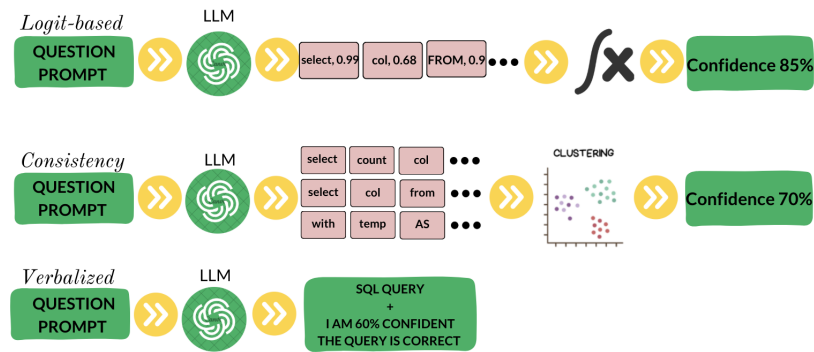 Logit-based
LLM
QUESTION
PROMPT
select, 0.99
col, 0.68
FROM, 0.9
Confidence 85%
Consistency
LLM
QUESTION
PROMPT
select
count
col
select
col
from
with
temp
AS
CLUSTERING
Confidence 70%
Verbalized
LLM
QUESTION
PROMPT
SQL QUERY
+
I AM 60% CONFIDENT
THE QUERY IS CORRECT